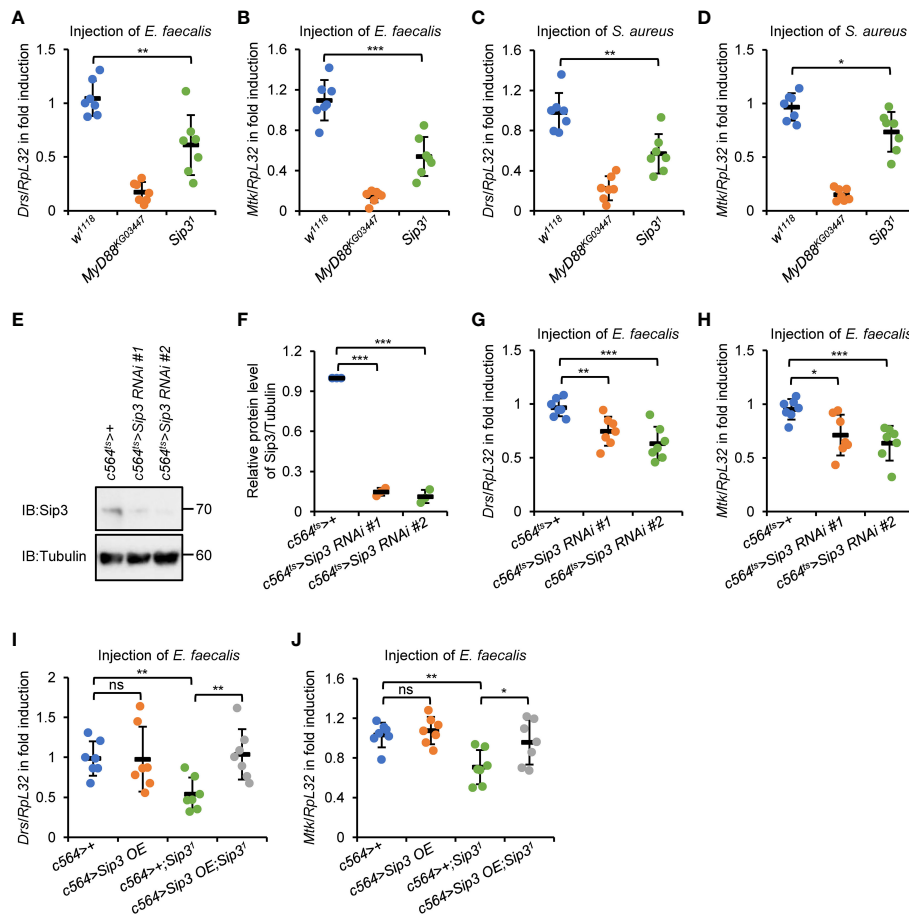 A
Injection of E. faecalis
Drs/RpL32 in fold induction
1.5
1
0.5
0
**
w1118
MyD88KG03447
Sip31
B
Injection of E. faecalis
Mtk/RpL32 in fold induction
1.6
1.2
0.8
0.4
0
***
w1118
MyD88KG03447
Sip31
C
Injection of S. aureus
Drs/RpL32 in fold induction
1.5
1
0.5
0
**
w1118
MyD88KG03447
Sip31
D
Injection of S. aureus
Mtk/RpL32 in fold induction
1.6
1.2
0.8
0.4
0
*
w1118
MyD88KG03447
Sip31
E
c564ts>+
c564ts>Sip3 RNAi #1
c564ts>Sip3 RNAi #2
IB:Sip3
70
IB:Tubulin
60
F
Relative protein level
of Sip3/Tubulin
1.2
0.9
0.6
0.3
0
***
***
c564ts>+
c564ts>Sip3 RNAi #1
c564ts>Sip3 RNAi #2
G
Injection of E. faecalis
Drs/RpL32 in fold induction
1.5
1
0.5
0
***
**
c564ts>+
c564ts>Sip3 RNAi #1
c564ts>Sip3 RNAi #2
H
Injection of E. faecalis
Mtk/RpL32 in fold induction
1.5
1
0.5
0
***
*
c564ts>+
c564ts>Sip3 RNAi #1
c564ts>Sip3 RNAi #2
I
Injection of E. faecalis
Drs/RpL32 in fold induction
2
1.5
1
0.5
0
**
ns
**
c564>+
c564>Sip3 OE
c564>+;Sip31
c564>Sip3 OE;Sip31
J
Injection of E. faecalis
Mtk/RpL32 in fold induction
1.6
1.2
0.8
0.4
0
**
ns
*
c564>+
c564>Sip3 OE
c564>+;Sip31
c564>Sip3 OE;Sip31